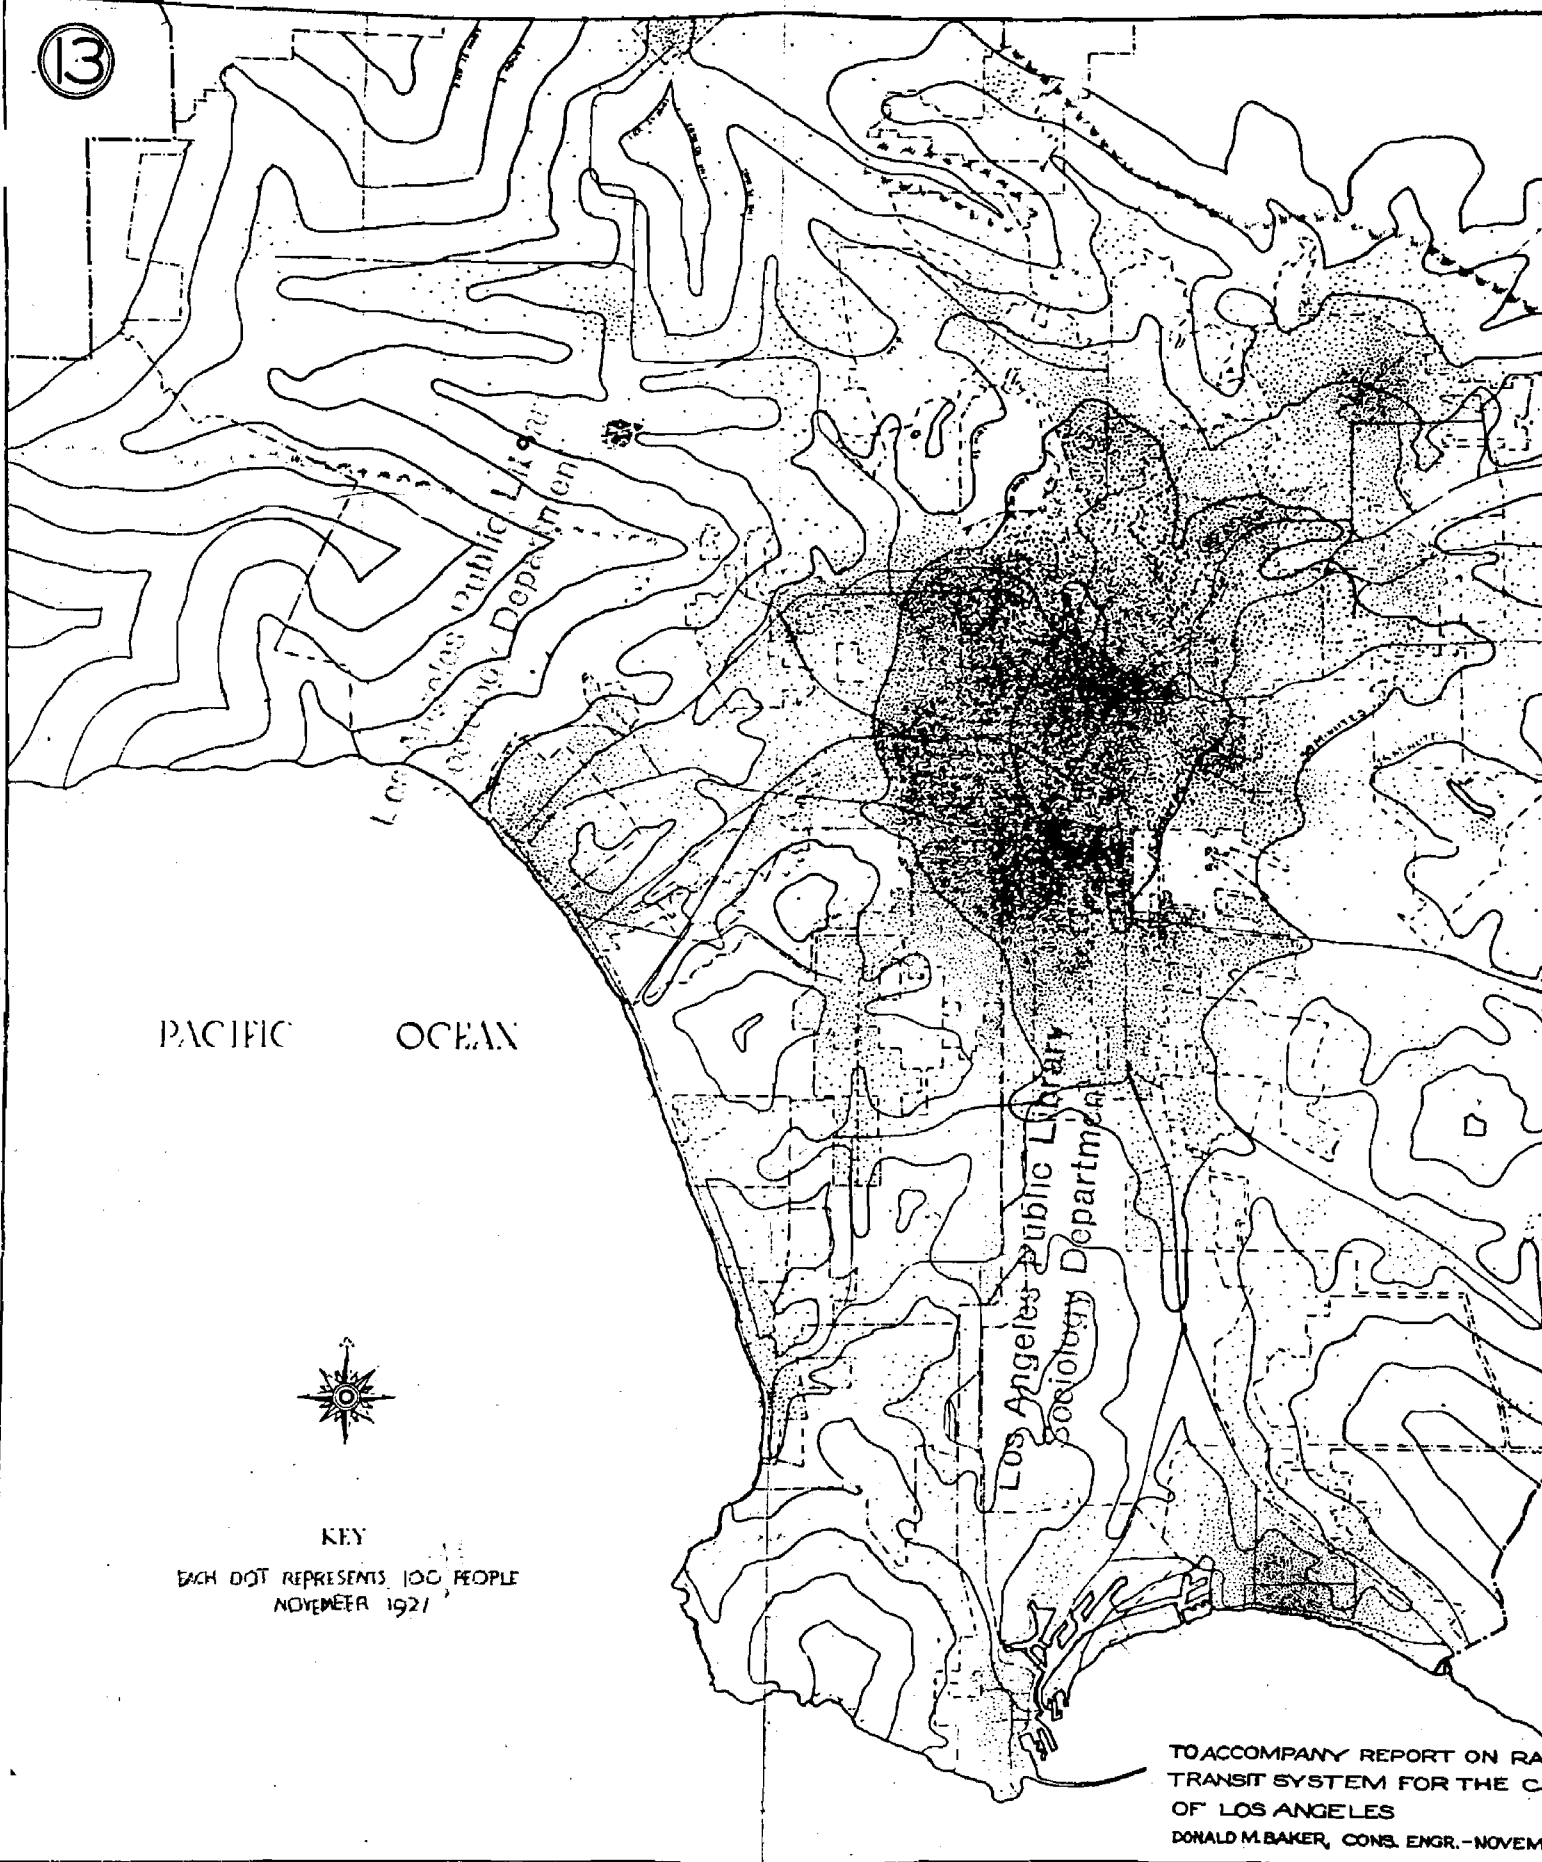 13
Los Angeles Public Library
Sociology Department
30 MINUTES
PACIFIC OCEAN
Los Angeles Public Library
Sociology Department
KEY
EACH DOT REPRESENTS 100 PEOPLE
NOVEMBER 1921
TO ACCOMPANY REPORT ON RA
TRANSIT SYSTEM FOR THE C
OF LOS ANGELES
DONALD M. BAKER, CONS. ENGR. - NOVEM